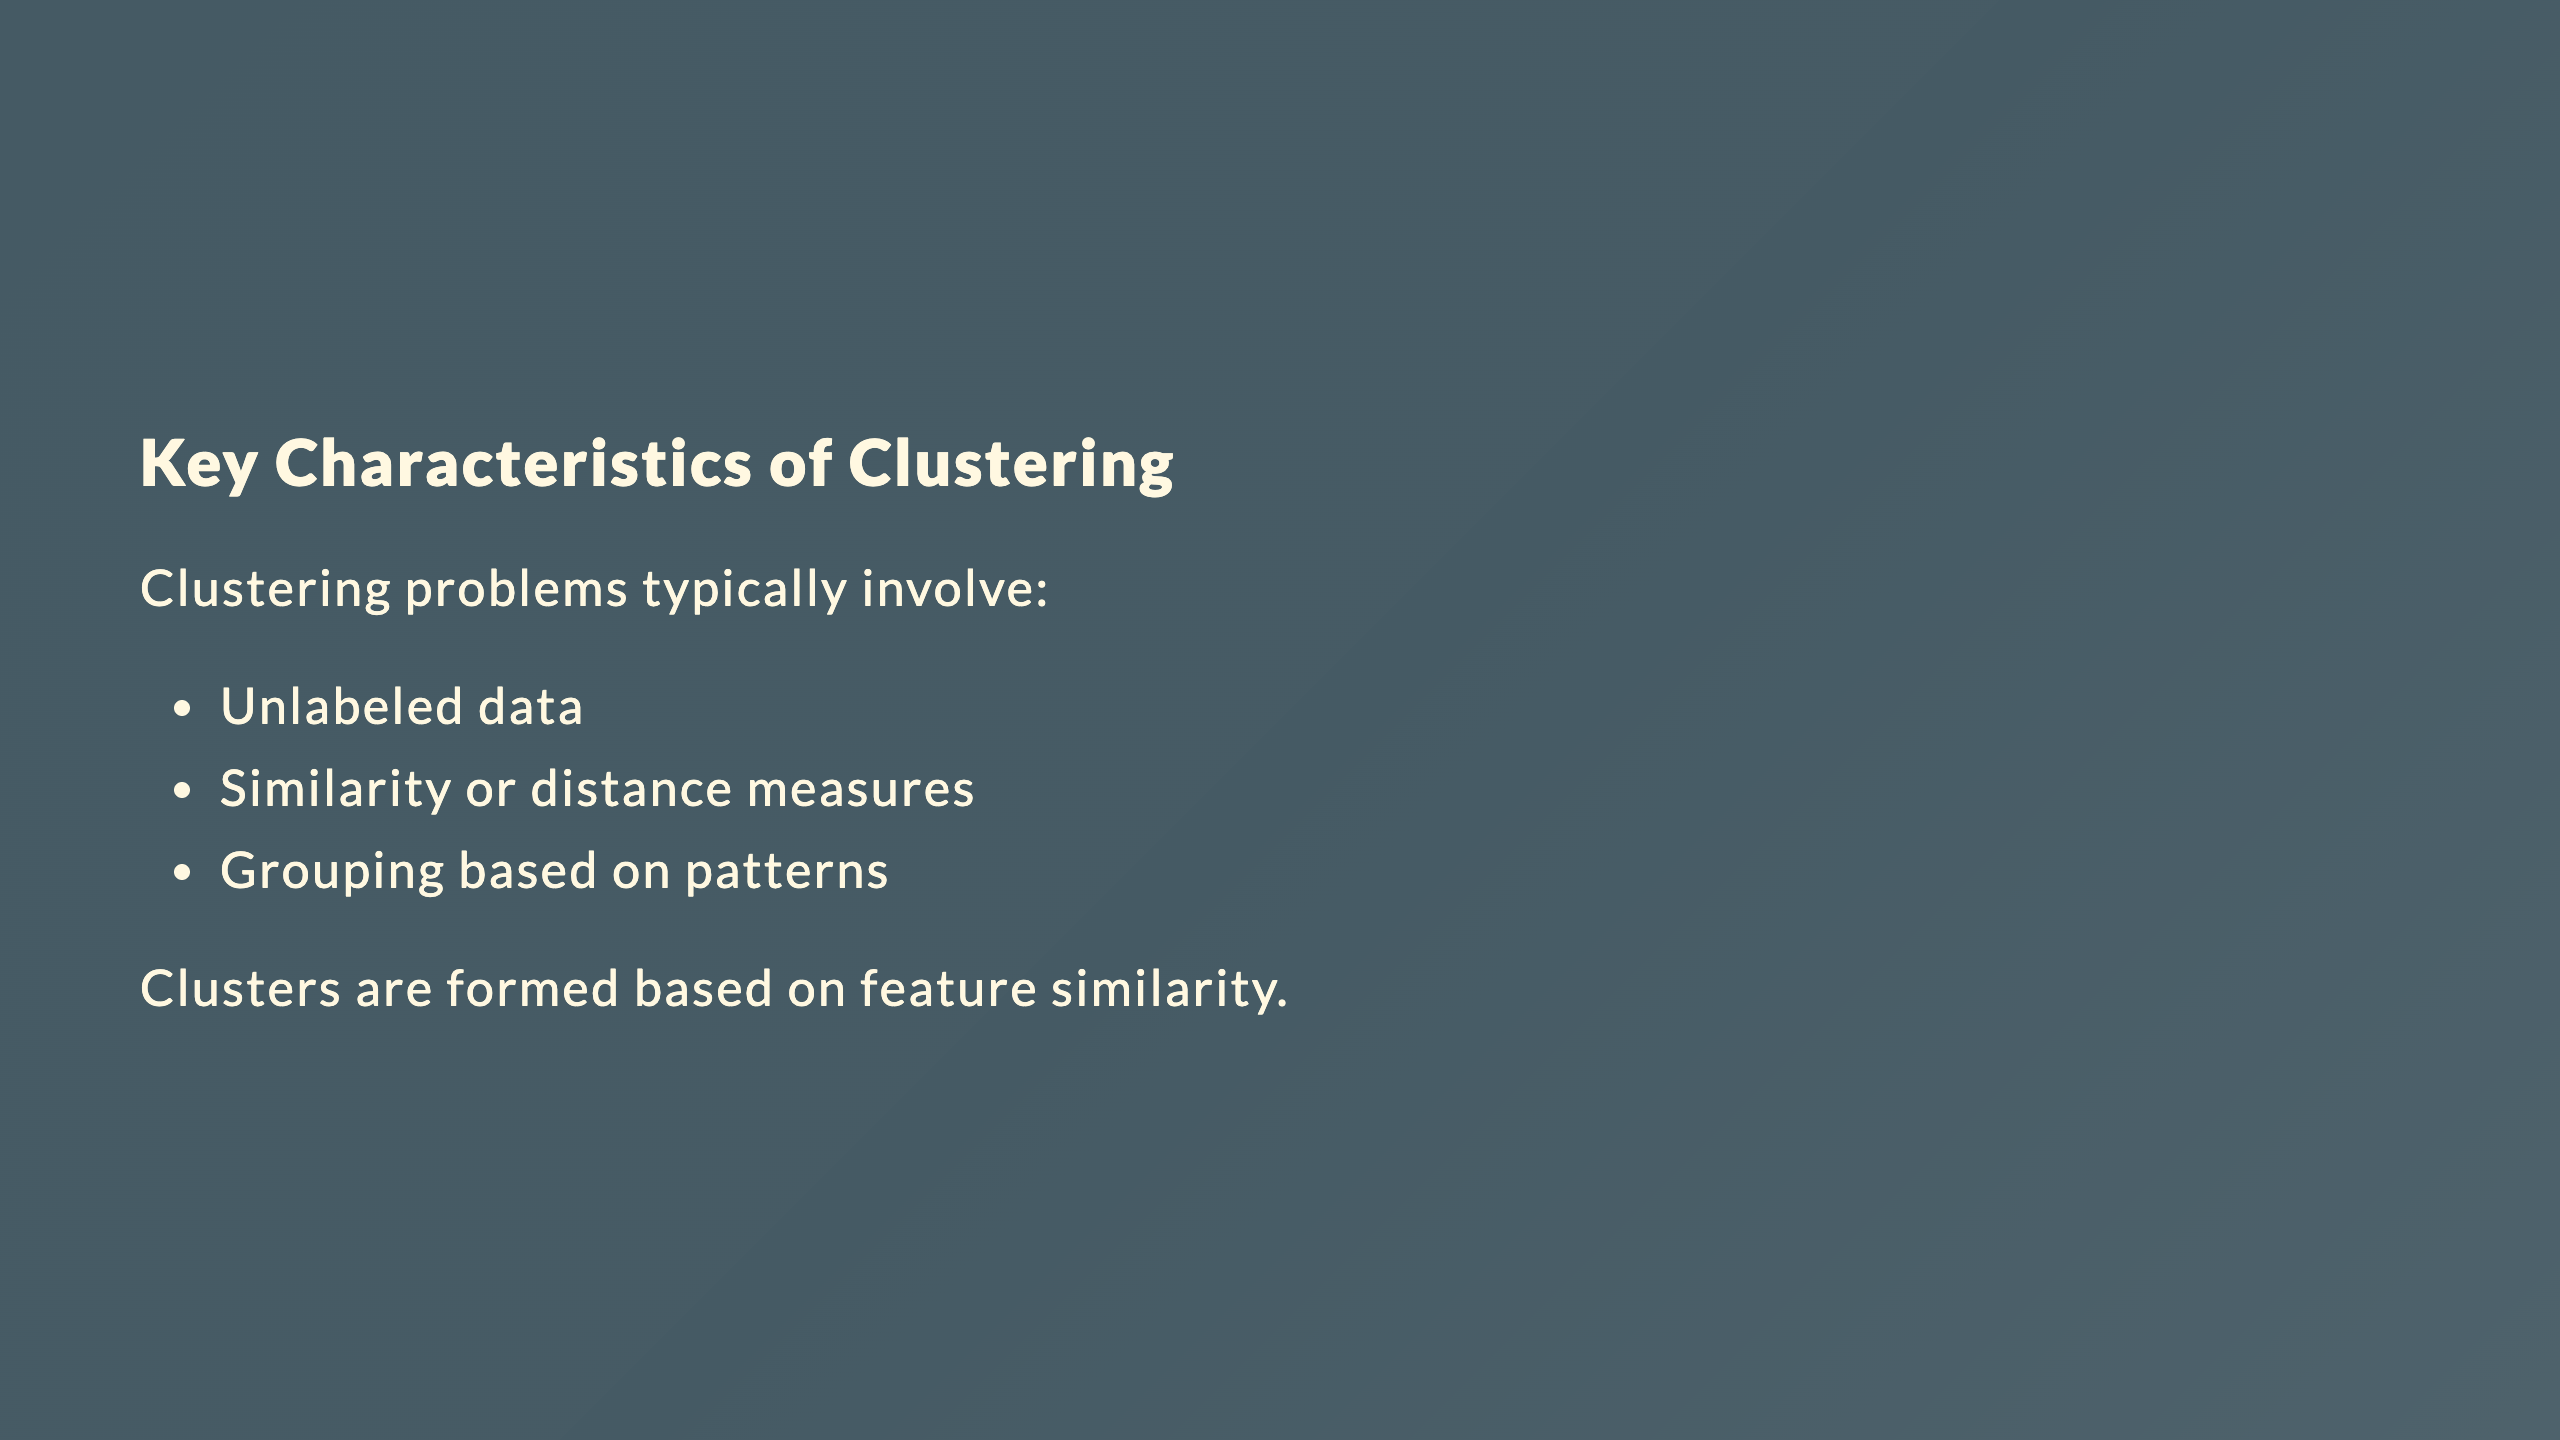 Key Characteristics of Clustering
Clustering problems typically involve:
• Unlabeled data
• Similarity or distance measures
• Grouping based on patterns
Clusters are formed based on feature similarity.